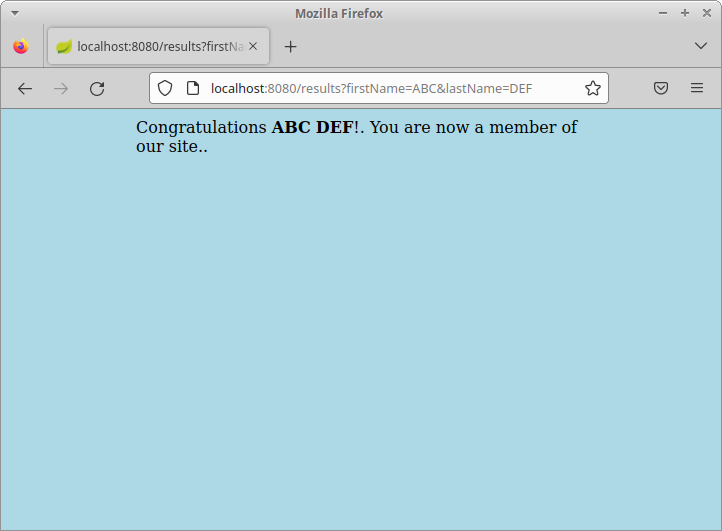 Mozilla Firefox
localhost:8080/results?firstNa
localhost:8080/results?firstName=ABC&lastName=DEF
Congratulations ABC DEF!. You are now a member of
our site..